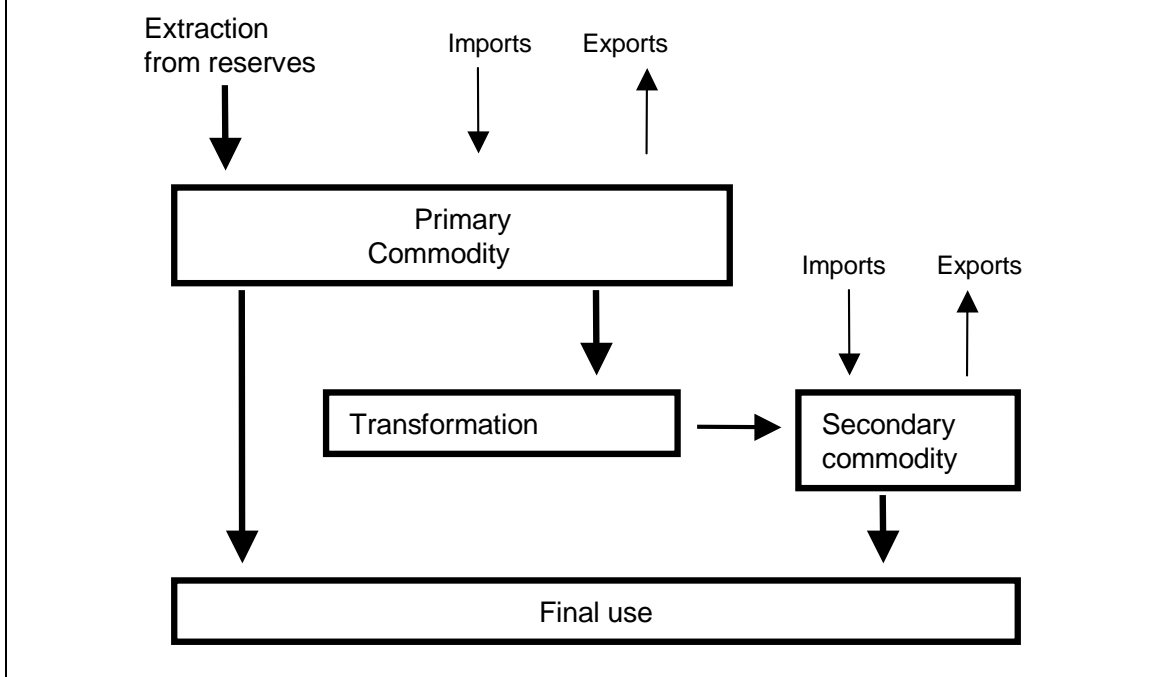 Extraction
from reserves
Imports
Exports
Primary
Commodity
Imports
Exports
Transformation
Secondary
commodity
Final use